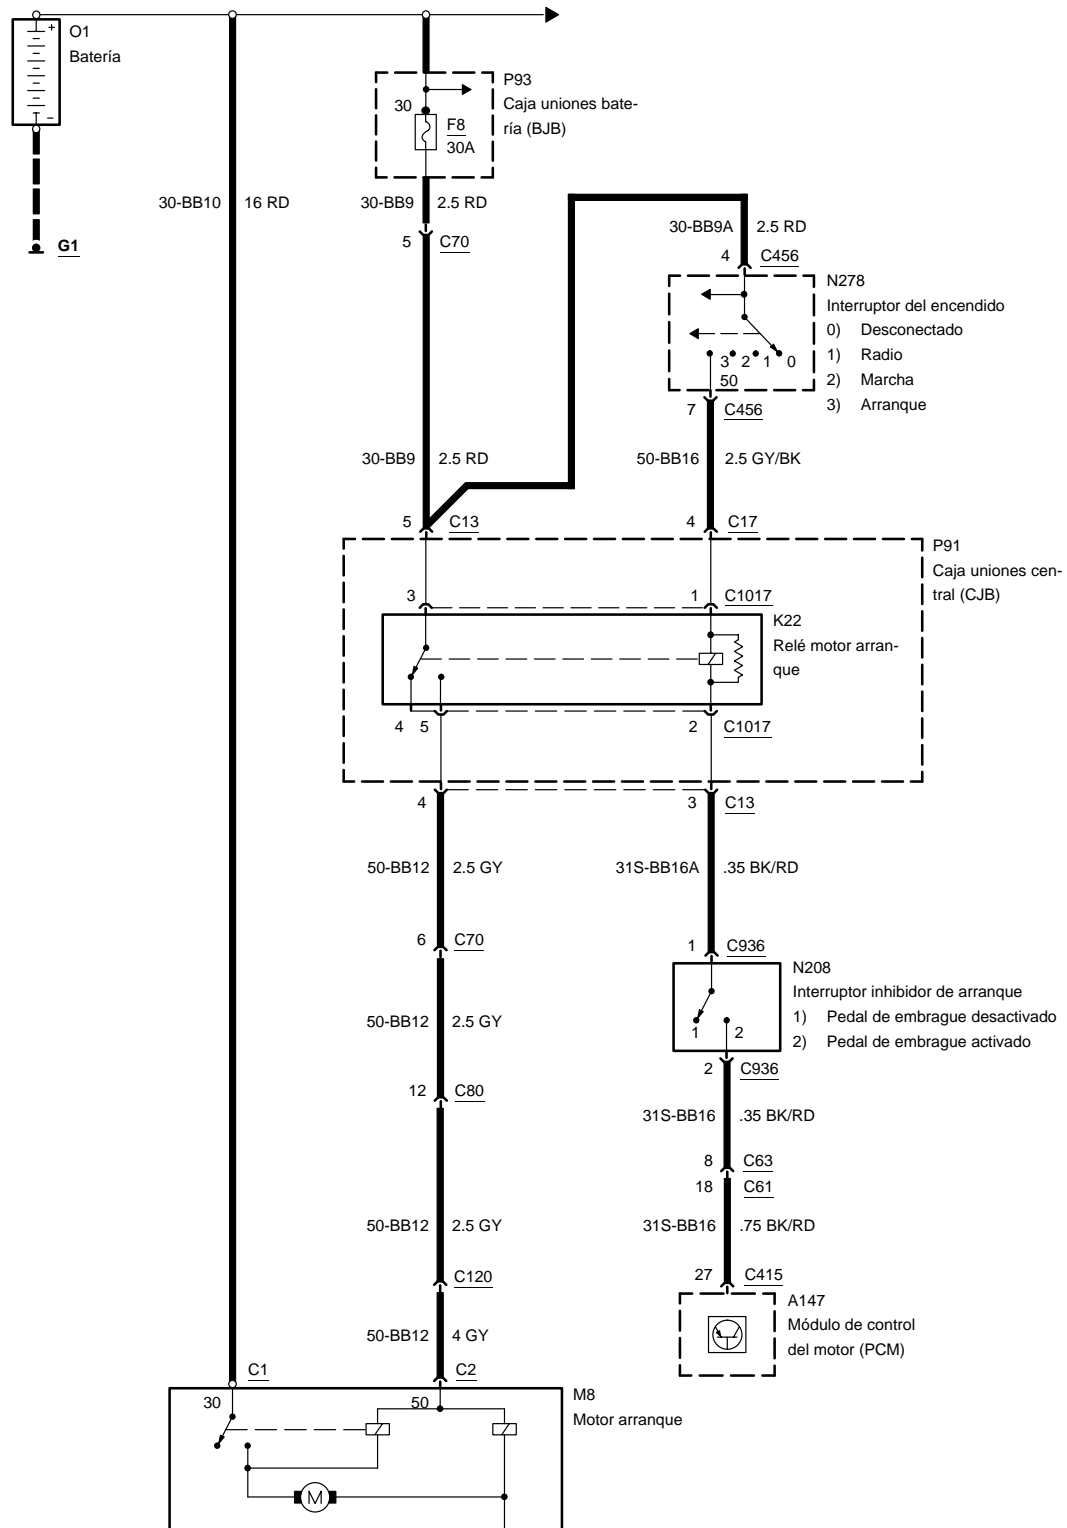 +
O1
Batería
-
G1
P93
Caja uniones bate-
ría (BJB)
30
F8
30A
30-BB10
16 RD
30-BB9
2.5 RD
5
C70
30-BB9A
2.5 RD
4
C456
N278
Interruptor del encendido
0) Desconectado
1) Radio
2) Marcha
3) Arranque
3 2 1 0
50
7
C456
30-BB9
2.5 RD
50-BB16
2.5 GY/BK
5
C13
4
C17
P91
Caja uniones cen-
tral (CJB)
3
1
C1017
K22
Relé motor arran-
que
4
5
2
C1017
4
3
C13
50-BB12
2.5 GY
31S-BB16A
.35 BK/RD
6
C70
1
C936
N208
Interruptor inhibidor de arranque
1) Pedal de embrague desactivado
2) Pedal de embrague activado
1
2
50-BB12
2.5 GY
2
C936
12
C80
31S-BB16
.35 BK/RD
8
C63
18
C61
50-BB12
2.5 GY
31S-BB16
.75 BK/RD
C120
27
C415
A147
Módulo de control
del motor (PCM)
50-BB12
4 GY
C1
C2
30
50
M8
Motor arranque
M